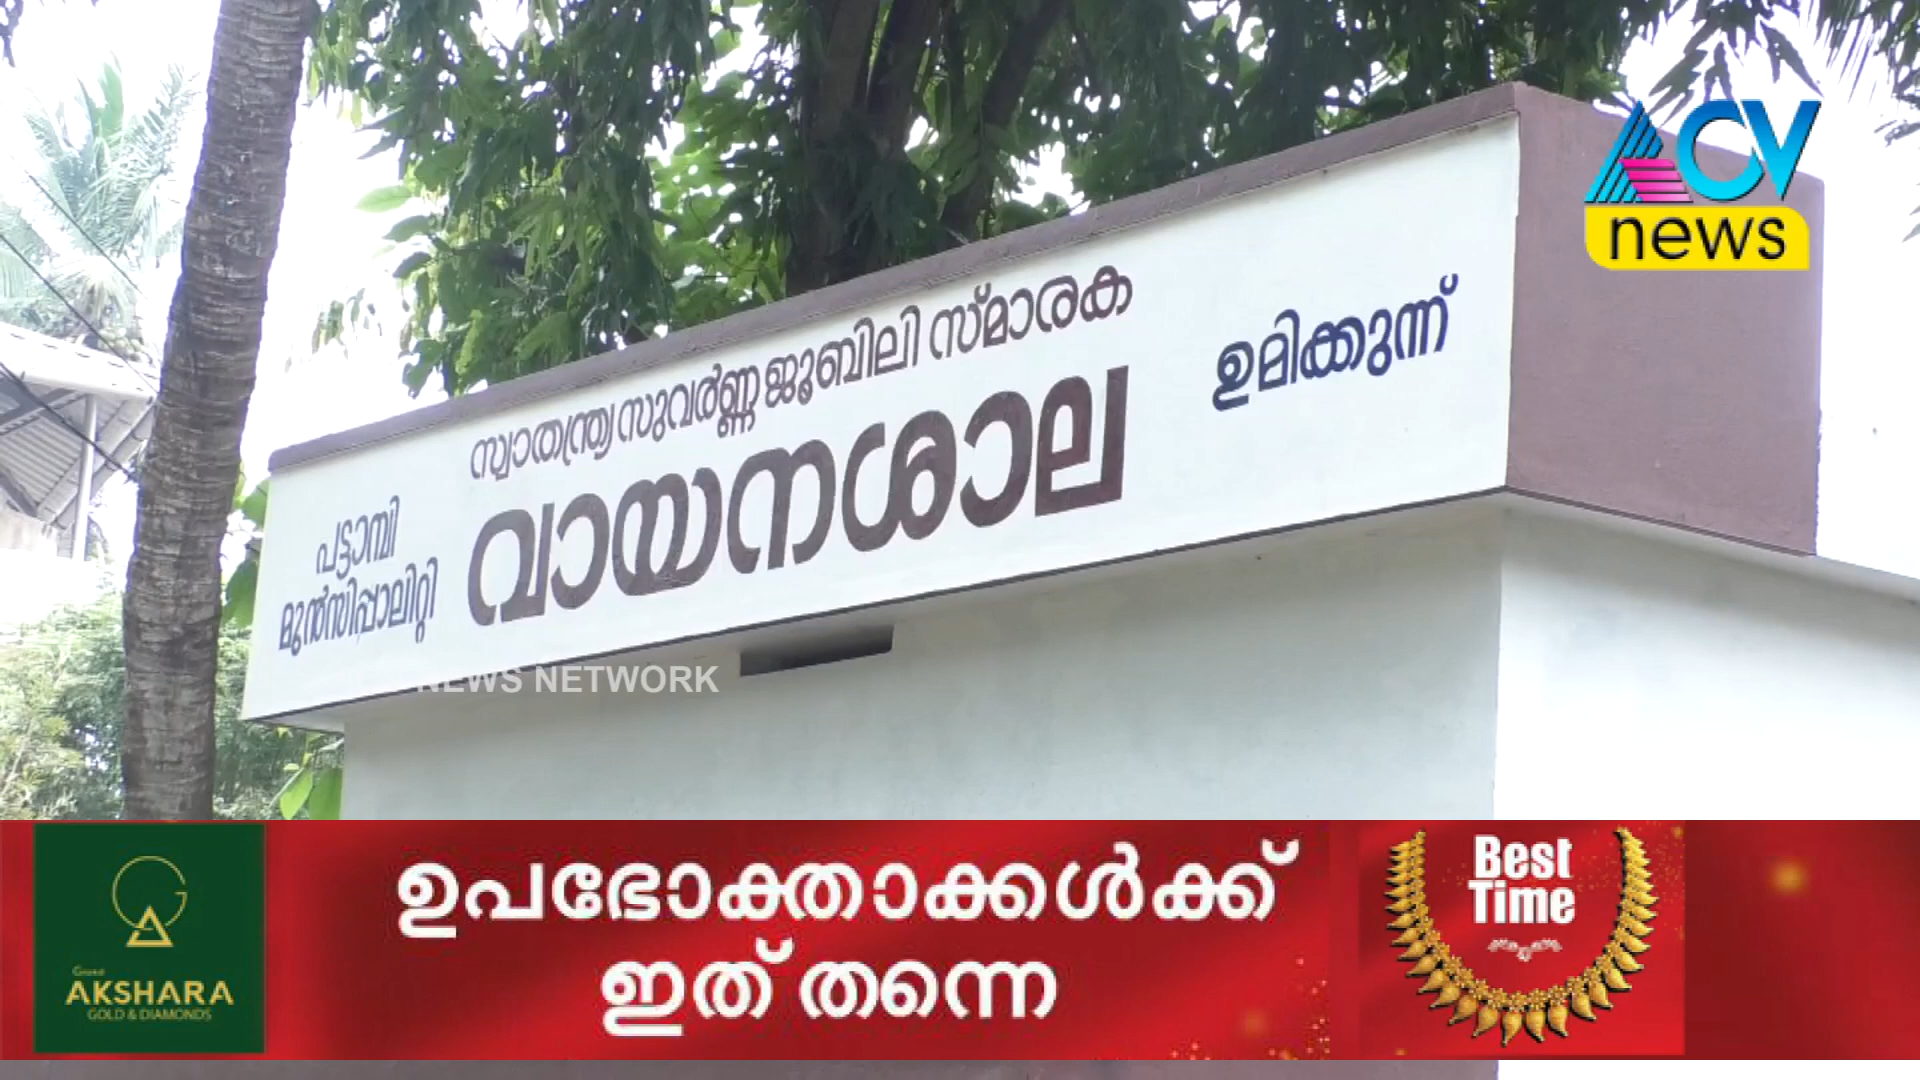 സ്വാതന്ത്ര്യ സുവർണ്ണ ജൂബിലി സ്മാരക
വായനശാല
പട്ടാമ്പി
മുൻസിപ്പാലിറ്റി
ഉലിക്കുന്ന്
ACV
news
NEWS NETWORK
ഉപഭോക്താക്കൾക്ക്
ഇത് തന്നെ
Best
Time
AKSHARA
GOLD & DIAMONDS